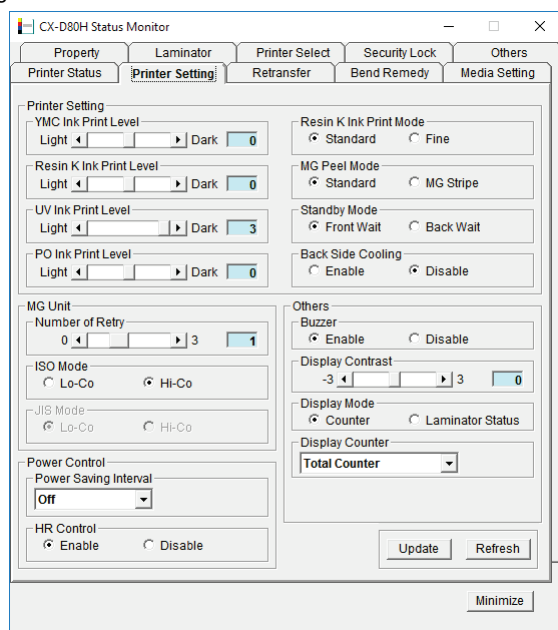 CX-D80H Status Monitor
Property Laminator Printer Select Security Lock Others
Printer Status Printer Setting Retransfer Bend Remedy Media Setting
Printer Setting
YMC Ink Print Level
Light Dark 0
Resin K Ink Print Level
Light Dark 0
UV Ink Print Level
Light Dark 3
PO Ink Print Level
Light Dark 0
Resin K Ink Print Mode
Standard Fine
MG Peel Mode
Standard MG Stripe
Standby Mode
Front Wait Back Wait
Back Side Cooling
Enable Disable
MG Unit
Number of Retry
0 3 1
ISO Mode
Lo-Co Hi-Co
JIS Mode
Lo-Co Hi-Co
Power Control
Power Saving Interval
Off
HR Control
Enable Disable
Others
Buzzer
Enable Disable
Display Contrast
-3 3 0
Display Mode
Counter Laminator Status
Display Counter
Total Counter
Update Refresh
Minimize